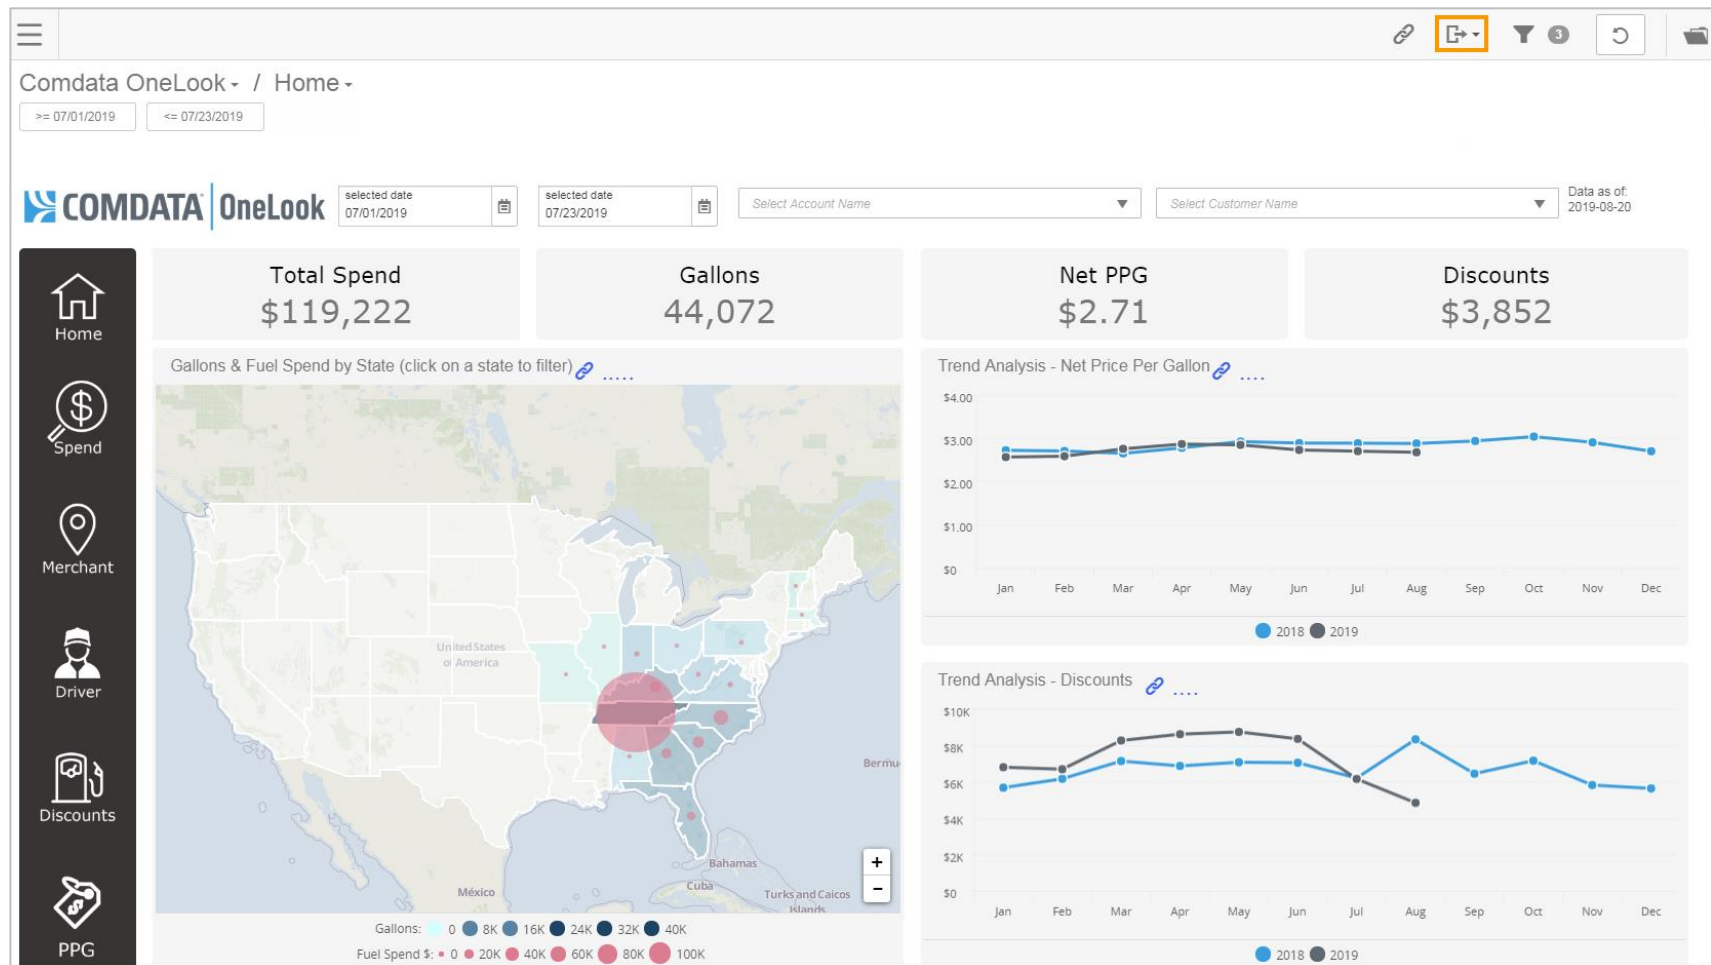 3
Comdata OneLook / Home
>= 07/01/2019 <= 07/23/2019
COMDATA OneLook
selected date
07/01/2019
selected date
07/23/2019
Select Account Name
Select Customer Name
Data as of:
2019-08-20
Home
Spend
Merchant
Driver
Discounts
PPG
Total Spend
$119,222
Gallons
44,072
Net PPG
$2.71
Discounts
$3,852
Gallons & Fuel Spend by State (click on a state to filter) .....
United States
of America
Bermu
Bahamas
México
Cuba
Turks and Caicos
Islands
+
−
Gallons: 0 8K 16K 24K 32K 40K
Fuel Spend $: 0 20K 40K 60K 80K 100K
Trend Analysis - Net Price Per Gallon ....
$4.00
$3.00
$2.00
$1.00
$0
Jan Feb Mar Apr May Jun Jul Aug Sep Oct Nov Dec
2018 2019
Trend Analysis - Discounts ....
$10K
$8K
$6K
$4K
$2K
$0
Jan Feb Mar Apr May Jun Jul Aug Sep Oct Nov Dec
2018 2019